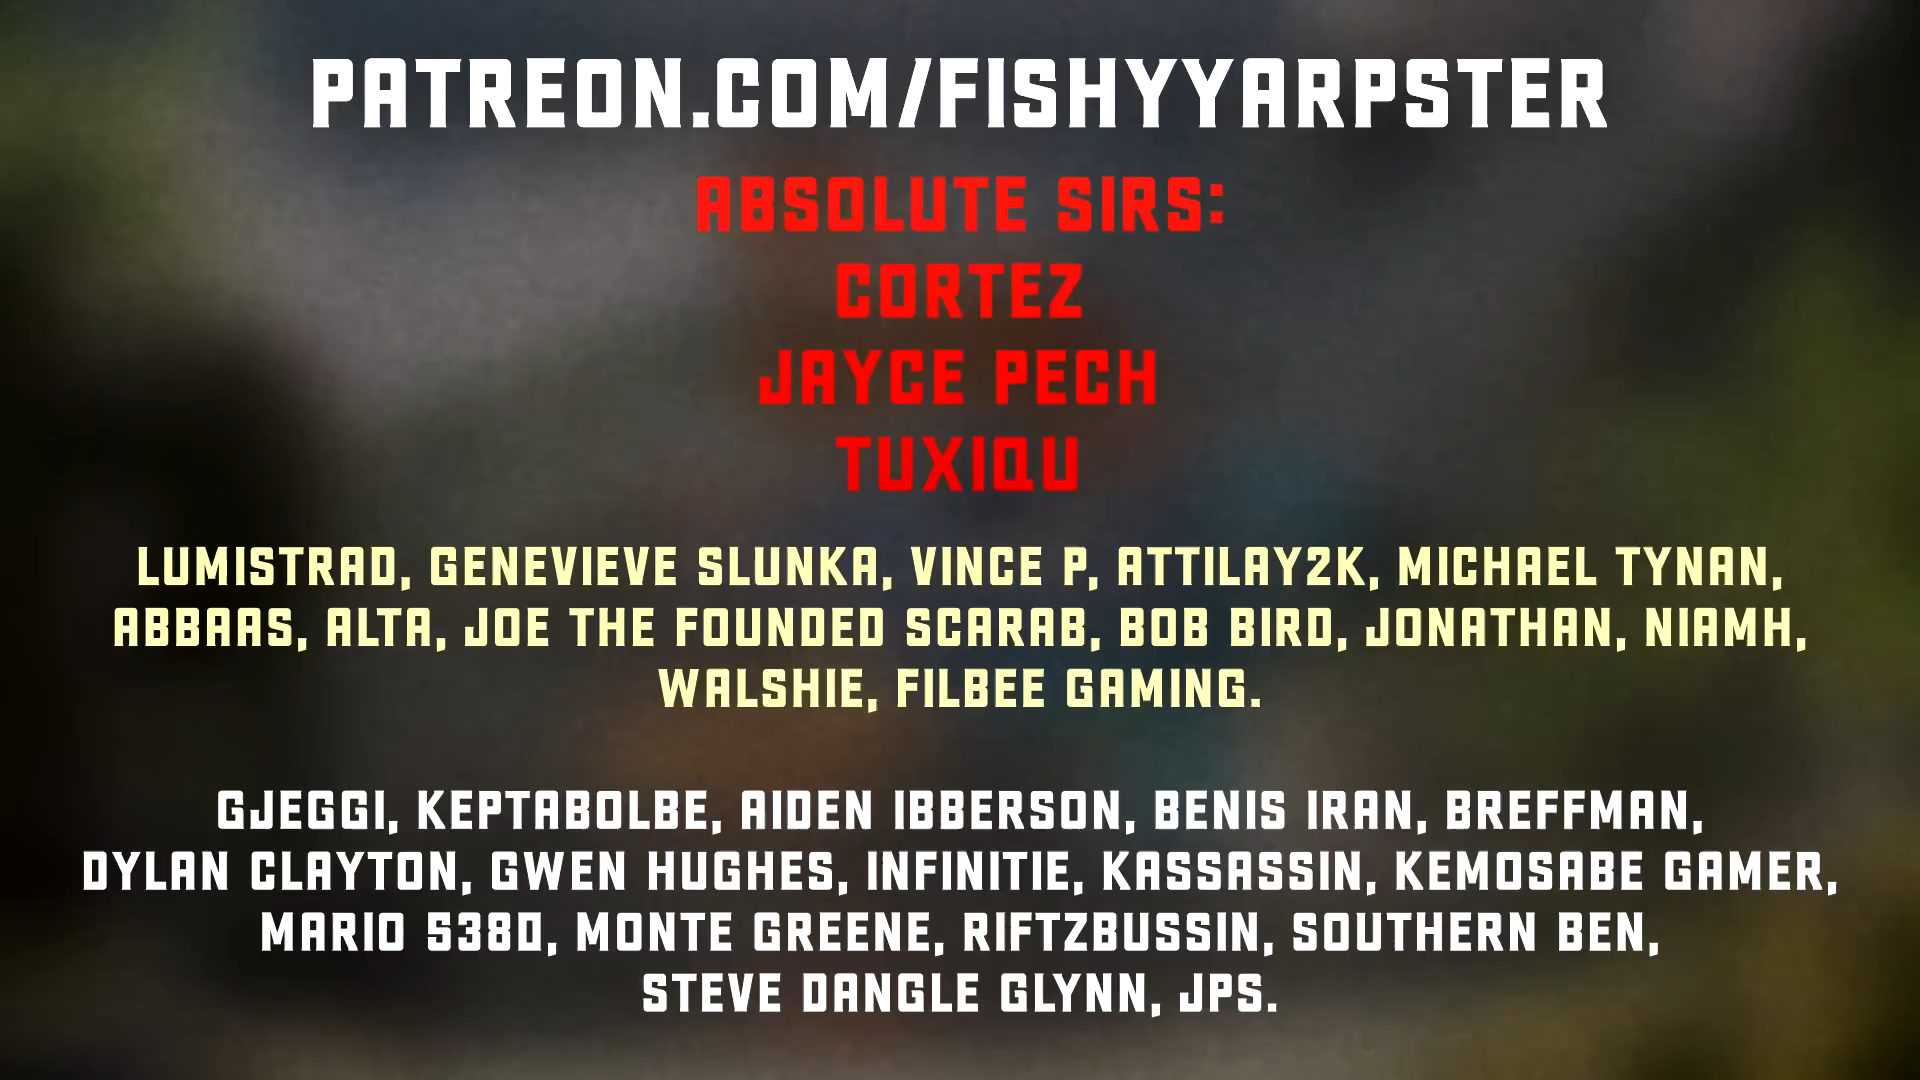 PATREON.COM/FISHYYARPSTER
ABSOLUTE SIRS:
CORTEZ
JAYCE PECH
TUXIQU
LUMISTRAD, GENEVIEVE SLUNKA, VINCE P, ATTILAY2K, MICHAEL TYNAN,
ABBAAS, ALTA, JOE THE FOUNDED SCARAB, BOB BIRD, JONATHAN, NIAMH,
WALSHIE, FILBEE GAMING.
GJEGGI, KEPTABOLBE, AIDEN IBBERSON, BENIS IRAN, BREFFMAN,
DYLAN CLAYTON, GWEN HUGHES, INFINITIE, KASSASSIN, KEMOSABE GAMER,
MARIO 5380, MONTE GREENE, RIFTZBUSSIN, SOUTHERN BEN,
STEVE DANGLE GLYNN, JPS.